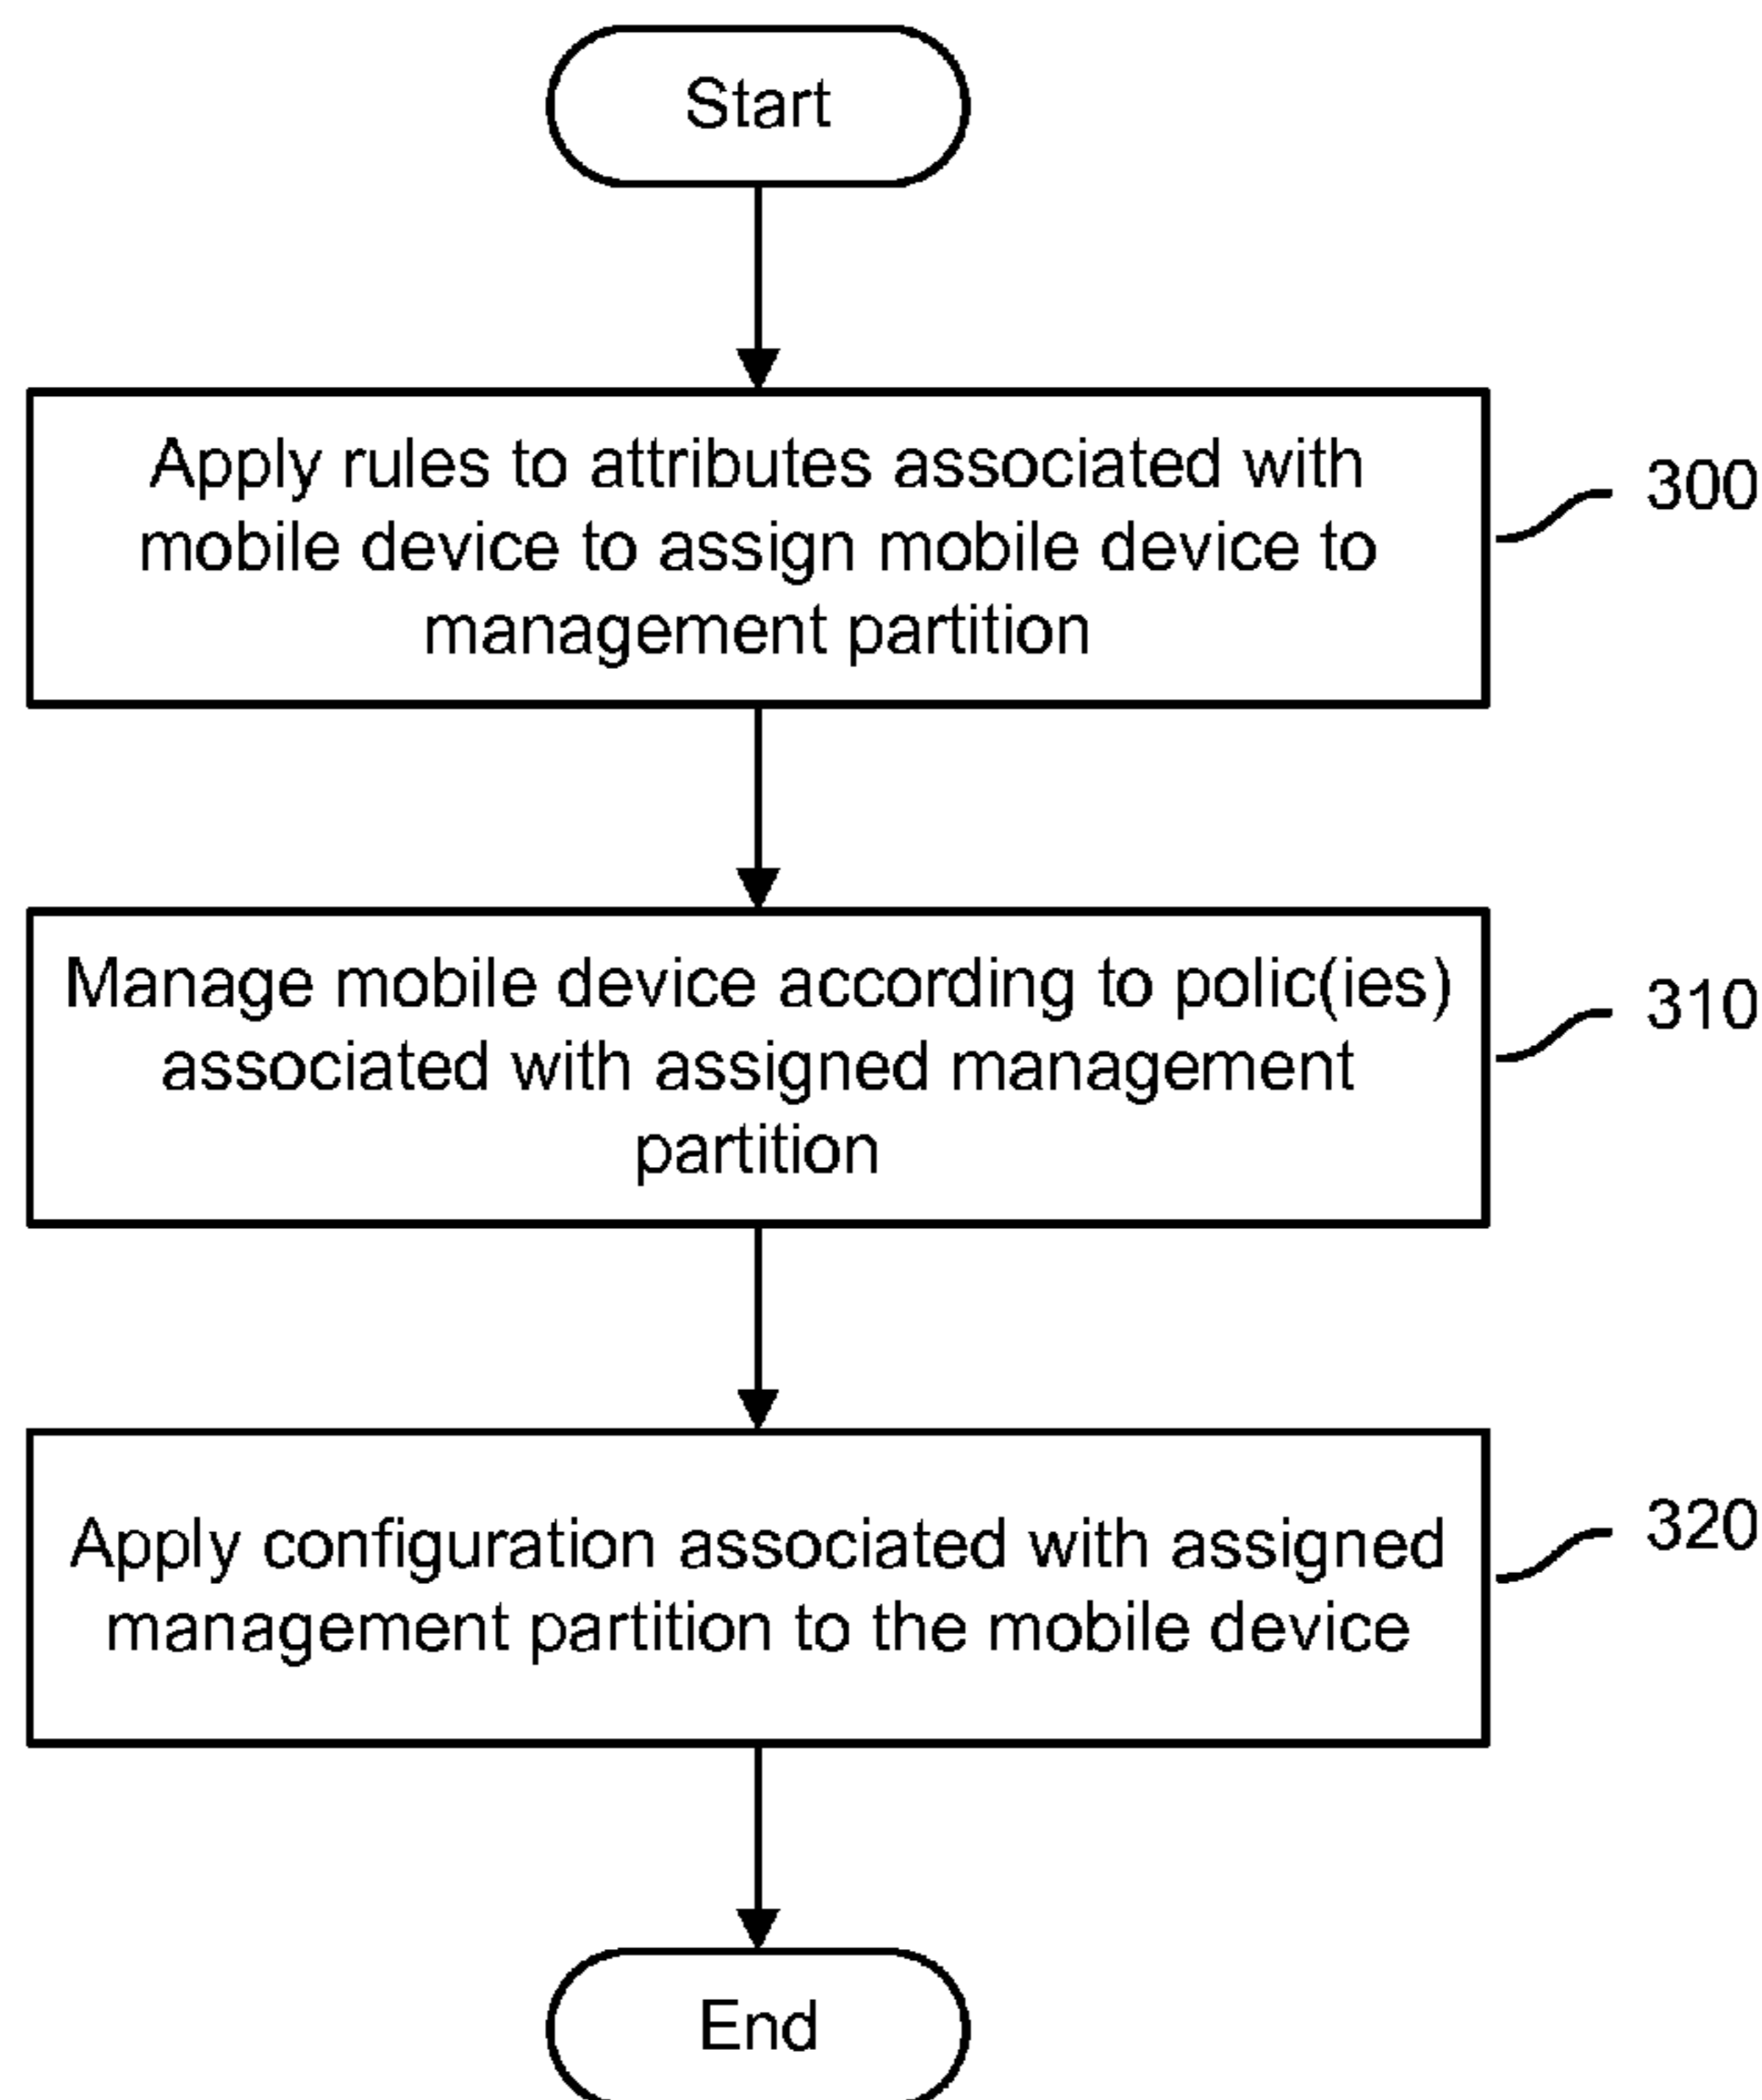 Start
Apply rules to attributes associated with
mobile device to assign mobile device to
management partition
300
Manage mobile device according to polic(ies)
associated with assigned management
partition
310
Apply configuration associated with assigned
management partition to the mobile device
320
End